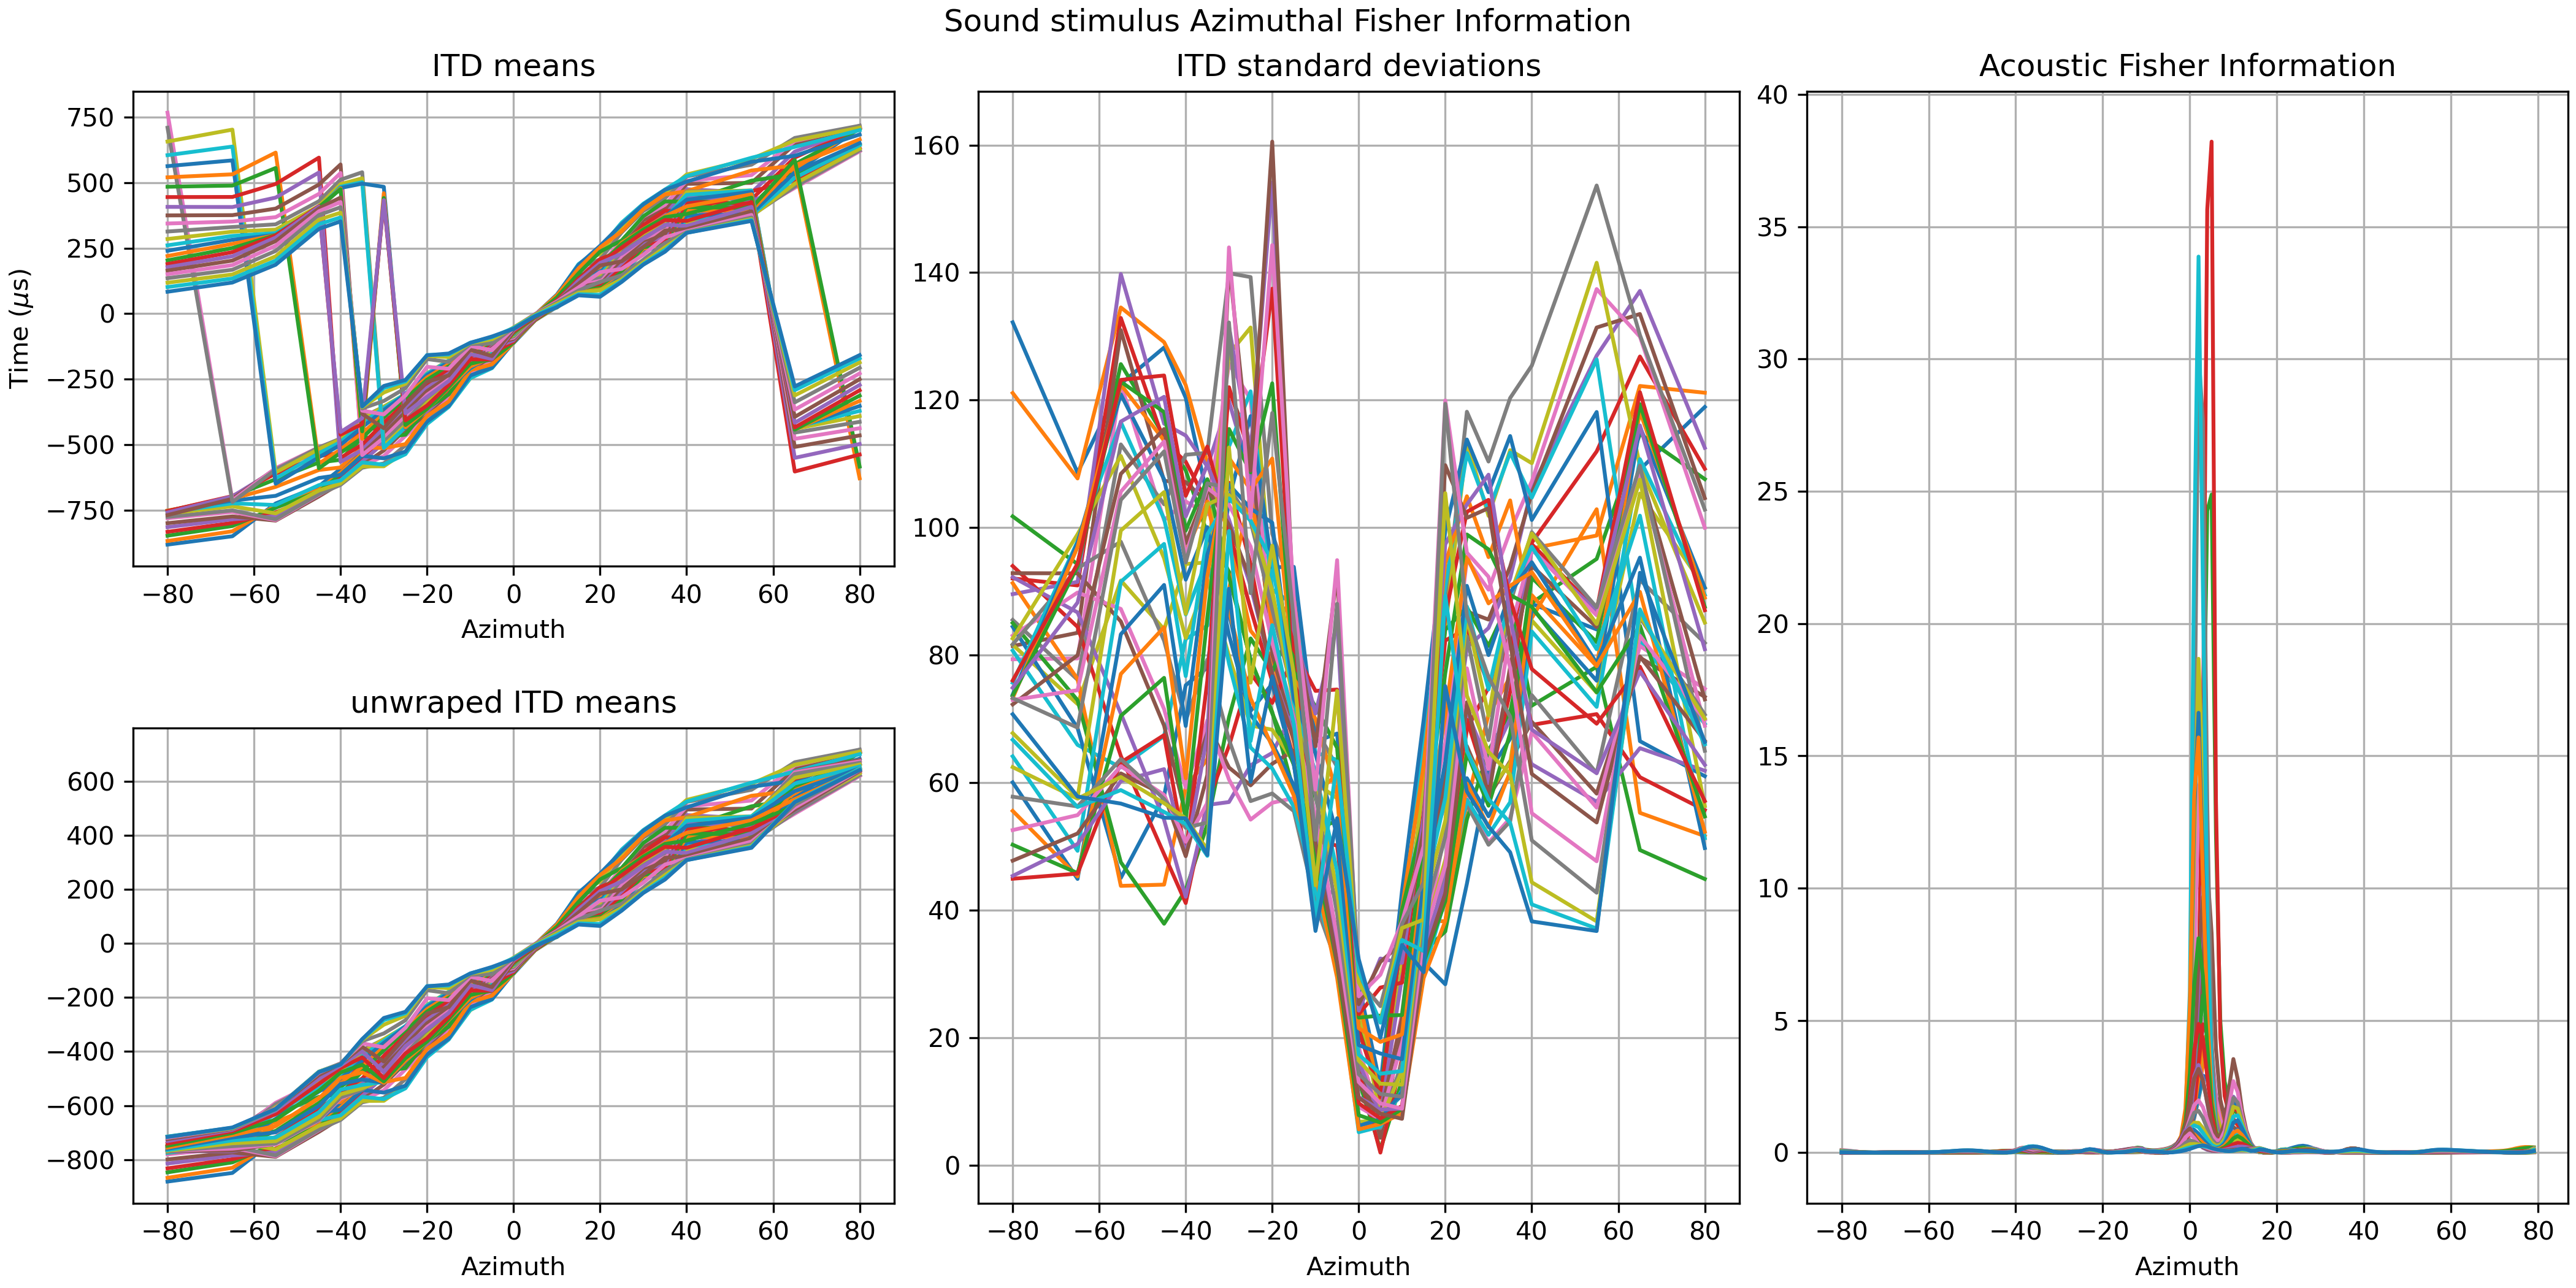 Sound stimulus Azimuthal Fisher Information
ITD means
750
500
250
0
−250
−500
−750
Time (μs)
−80 −60 −40 −20 0 20 40 60 80
Azimuth
unwraped ITD means
600
400
200
0
−200
−400
−600
−800
−80 −60 −40 −20 0 20 40 60 80
Azimuth
ITD standard deviations
160
140
120
100
80
60
40
20
0
−80 −60 −40 −20 0 20 40 60 80
Azimuth
Acoustic Fisher Information
40
35
30
25
20
15
10
5
0
−80 −60 −40 −20 0 20 40 60 80
Azimuth